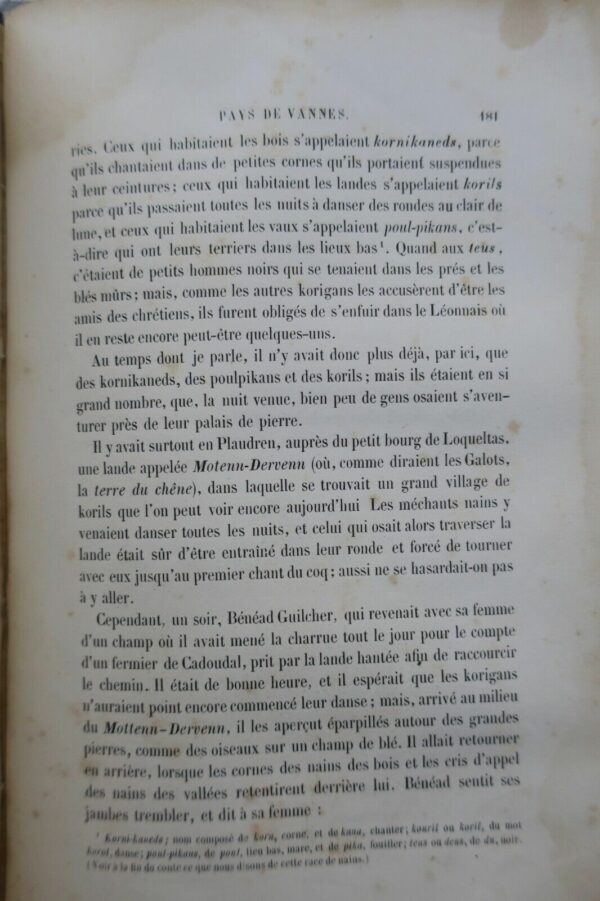 PAYS DE VANNES. 181
ries. Ceux qui habitaient les bois s'appelaient kornikaneds, parce
qu'ils chantaient dans de petites cornes qu'ils portaient suspendues
à leur ceintures; ceux qui habitaient les landes s'appelaient korils
parce qu'ils passaient toutes les nuits à danser des rondes au clair de
lune, et ceux qui habitaient les vaux s'appelaient poul-pikans, c'est-
à-dire qui ont leurs terriers dans les lieux bas¹. Quand aux teus,
c'étaient de petits hommes noirs qui se tenaient dans les prés et les
blés mûrs; mais, comme les autres korigans les accusèrent d'être les
amis des chrétiens, ils furent obligés de s'enfuir dans le Léonnais où
il en reste encore peut-être quelques-uns.
Au temps dont je parle, il n'y avait donc plus déjà, par ici, que
des kornikaneds, des poulpikans et des korils; mais ils étaient en si
grand nombre, que, la nuit venue, bien peu de gens osaient s'aven-
turer près de leur palais de pierre.
Il y avait surtout en Plaudren, auprès du petit bourg de Loqueltas,
une lande appelée Motenn-Dervenn (où, comme diraient les Galots,
la terre du chêne), dans laquelle se trouvait un grand village de
korils que l'on peut voir encore aujourd'hui Les méchants nains y
venaient danser toutes les nuits, et celui qui osait alors traverser la
lande était sûr d'être entraîné dans leur ronde et forcé de tourner
avec eux jusqu'au premier chant du coq; aussi ne se hasardait-on pas
à y aller.
Cependant, un soir, Bénéad Guilcher, qui revenait avec sa femme
d'un champ où il avait mené la charrue tout le jour pour le compte
d'un fermier de Cadoudal, prit par la lande hantée afin de raccourcir
le chemin. Il était de bonne heure, et il espérait que les korigans
n'auraient point encore commencé leur danse; mais, arrivé au milieu
du Mottenn-Dervenn, il les aperçut éparpillés autour des grandes
pierres, comme des oiseaux sur un champ de blé. Il allait retourner
en arrière, lorsque les cornes des nains des bois et les cris d'appel
des nains des vallées retentirent derrière lui. Bénéad sentit ses
jambes trembler, et dit à sa femme :
¹ Korni-kaneds; nom composé de korn, corne, et de kana, chanter; kouril ou koril, du mot
korol, danse; poul-pikans, de poul, lieu bas, mare, et de pika, fouiller; teus ou deus, de du, noir.
(Voir à la fin du conte ce que nous disons de cette race de nains.)